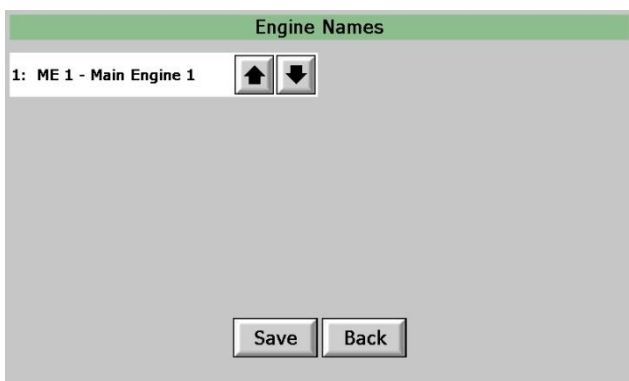 Engine Names
1: ME 1 - Main Engine 1
Save Back